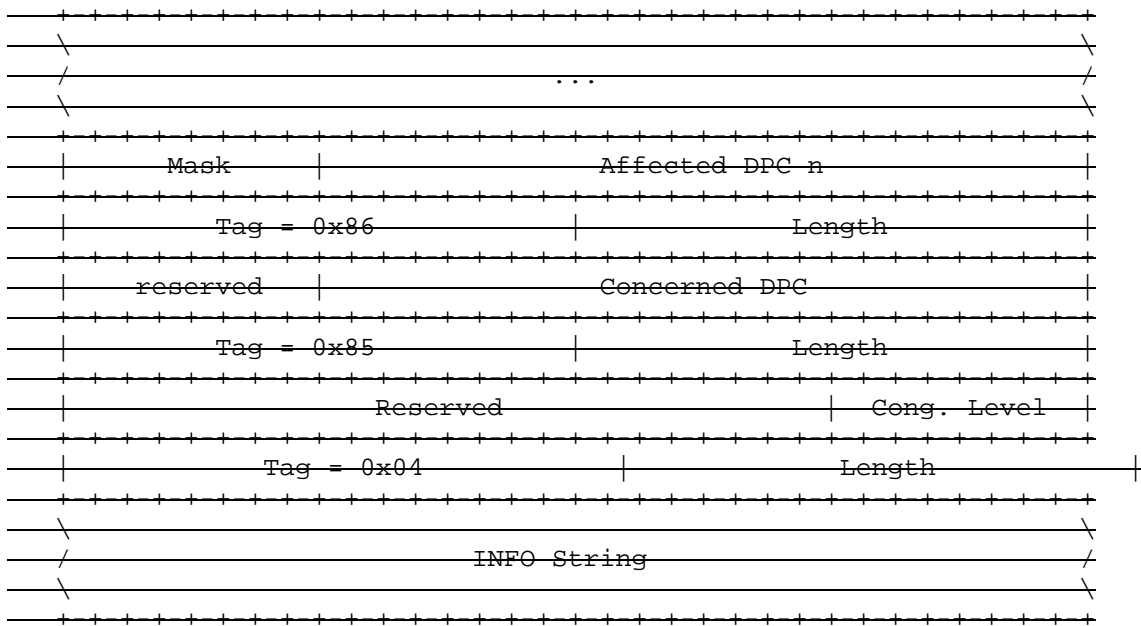 +-+-+-+-+-+-+-+-+-+-+-+-+-+-+-+-+-+-+-+-+-+-+-+-+-+-+-+-+-+-+-+-+
\ \
/ ... /
\ \
+-+-+-+-+-+-+-+-+-+-+-+-+-+-+-+-+-+-+-+-+-+-+-+-+-+-+-+-+-+-+-+-+
| Mask | Affected DPC n |
+-+-+-+-+-+-+-+-+-+-+-+-+-+-+-+-+-+-+-+-+-+-+-+-+-+-+-+-+-+-+-+-+
| Tag = 0x86 | Length |
+-+-+-+-+-+-+-+-+-+-+-+-+-+-+-+-+-+-+-+-+-+-+-+-+-+-+-+-+-+-+-+-+
| reserved | Concerned DPC |
+-+-+-+-+-+-+-+-+-+-+-+-+-+-+-+-+-+-+-+-+-+-+-+-+-+-+-+-+-+-+-+-+
| Tag = 0x85 | Length |
+-+-+-+-+-+-+-+-+-+-+-+-+-+-+-+-+-+-+-+-+-+-+-+-+-+-+-+-+-+-+-+-+
| Reserved | Cong. Level |
+-+-+-+-+-+-+-+-+-+-+-+-+-+-+-+-+-+-+-+-+-+-+-+-+-+-+-+-+-+-+-+-+
| Tag = 0x04 | Length |
+-+-+-+-+-+-+-+-+-+-+-+-+-+-+-+-+-+-+-+-+-+-+-+-+-+-+-+-+-+-+-+-+
\ \
/ INFO String /
\ \
+-+-+-+-+-+-+-+-+-+-+-+-+-+-+-+-+-+-+-+-+-+-+-+-+-+-+-+-+-+-+-+-+